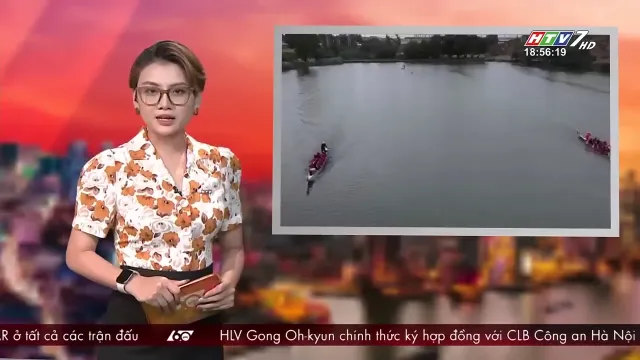 HTV7 HD
18:56:19
R ở tất cả các trận đấu
HLV Gong Oh-kyun chính thức ký hợp đồng với CLB Công an Hà Nội